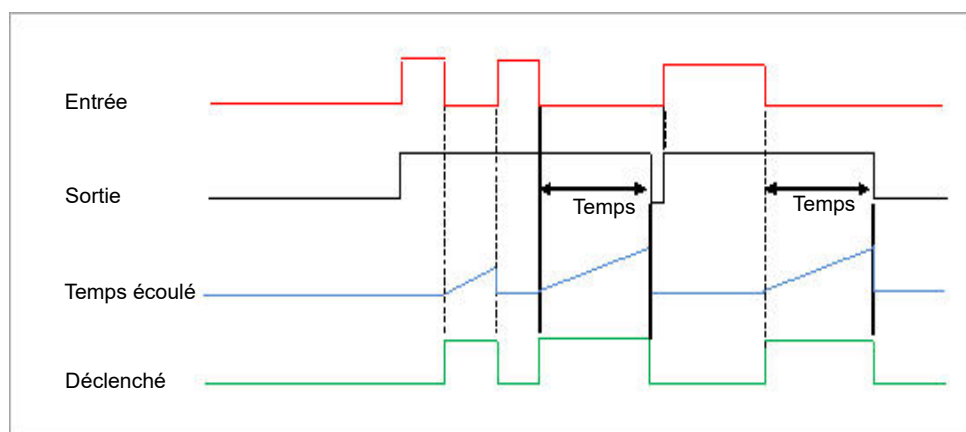 Entrée
Sortie
Temps
Temps
Temps écoulé
Déclenché